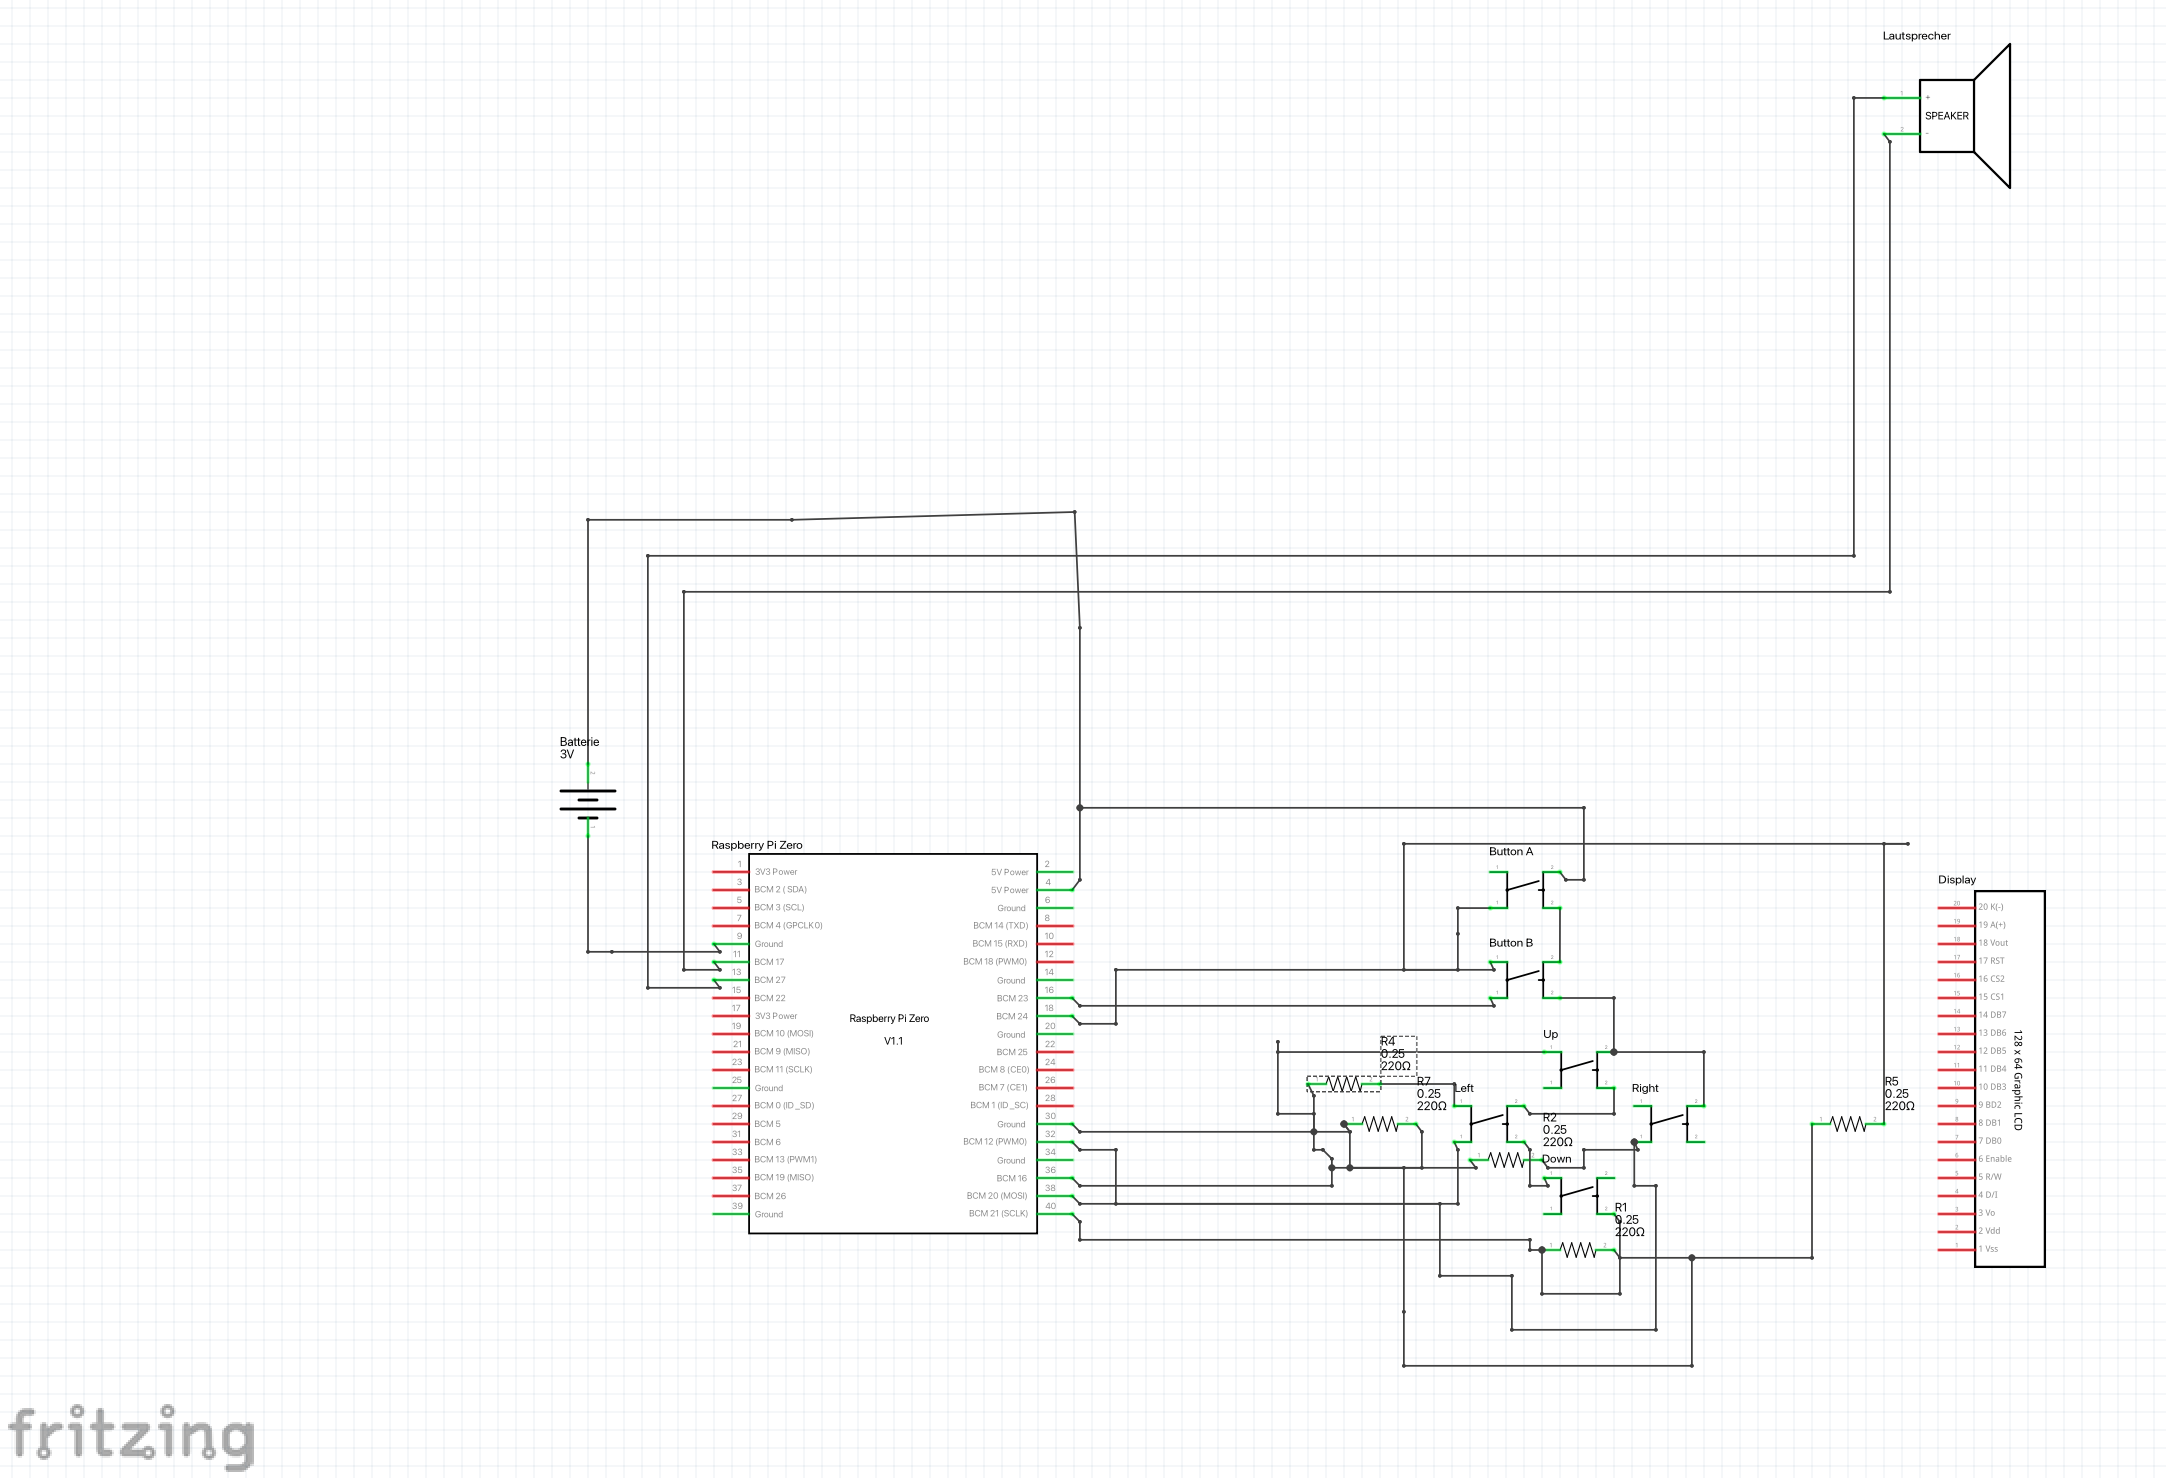 Lautsprecher
1
+
SPEAKER
2
-
Batterie
3V
2
1
Raspberry Pi Zero
1
3V3 Power
3
BCM 2 ( SDA)
5
BCM 3 (SCL)
7
BCM 4 (GPCLK0)
9
Ground
11
BCM 17
13
BCM 27
15
BCM 22
17
3V3 Power
19
BCM 10 (MOSI)
21
BCM 9 (MISO)
23
BCM 11 (SCLK)
25
Ground
27
BCM 0 (ID_SD)
29
BCM 5
31
BCM 6
33
BCM 13 (PWM1)
35
BCM 19 (MISO)
37
BCM 26
39
Ground
Raspberry Pi Zero
V1.1
2
5V Power
4
5V Power
6
Ground
8
BCM 14 (TXD)
10
BCM 15 (RXD)
12
BCM 18 (PWM0)
14
Ground
16
BCM 23
18
BCM 24
20
Ground
22
BCM 25
24
BCM 8 (CE0)
26
BCM 7 (CE1)
28
BCM 1 (ID_SC)
30
Ground
32
BCM 12 (PWM0)
34
Ground
36
BCM 16
38
BCM 20 (MOSI)
40
BCM 21 (SCLK)
Button A
Button B
Up
R4
0.25
220Ω
R7
0.25
220Ω
Left
Right
R2
0.25
220Ω
Down
R1
0.25
220Ω
R5
0.25
220Ω
Display
20 K(-)
19 A(+)
18 Vout
17 RST
16 CS2
15 CS1
14 DB7
13 DB6
12 DB5
11 DB4
10 DB3
9 BD2
8 DB1
7 DB0
6 Enable
5 R/W
4 D/I
3 Vo
2 Vdd
1 Vss
128 x 64 Graphic LCD
fritzing